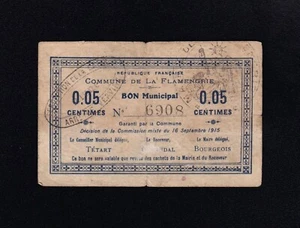 RÉPUBLIQUE FRANÇAISE
COMMUNE DE LA FLAMENGRIE
BON Municipal
0.05 0.05
CENTIMES No 6908 CENTIMES
Garanti par la Commune
Décision de la Commission mixte du 16 Septembre 1915
Le Conseiller Municipal délégué, Le Receveur, Le Maire délégué,
TÉTART DAL BOURGEOIS
Ce bon ne sera valable que revêtu des cachets de la Mairie et du Receveur